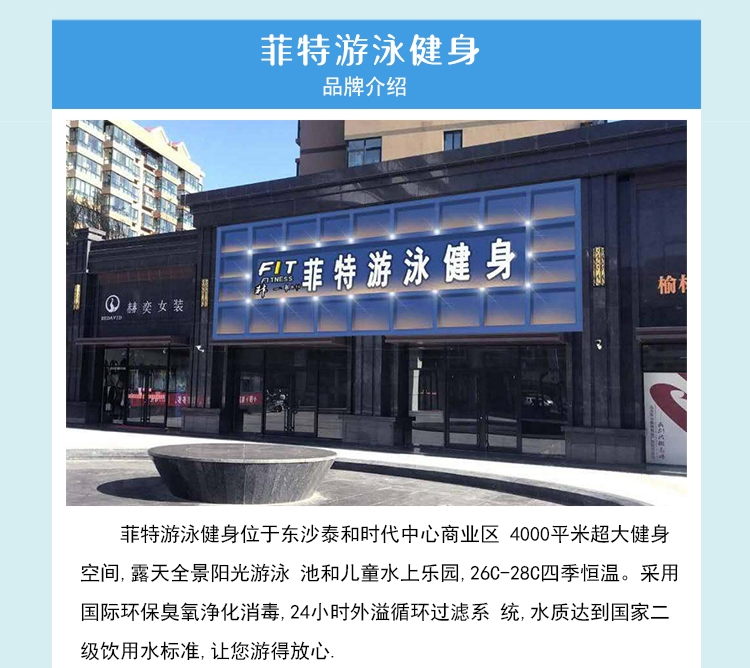 菲特游泳健身
品牌介绍
FIT
FITNESS
菲特游泳健身
赫奕女装
HEDAVID
榆林
菲特游泳健身位于东沙泰和时代中心商业区 4000平米超大健身
空间,露天全景阳光游泳 池和儿童水上乐园,26C-28C四季恒温。采用
国际环保臭氧净化消毒,24小时外溢循环过滤系 统,水质达到国家二
级饮用水标准,让您游得放心.